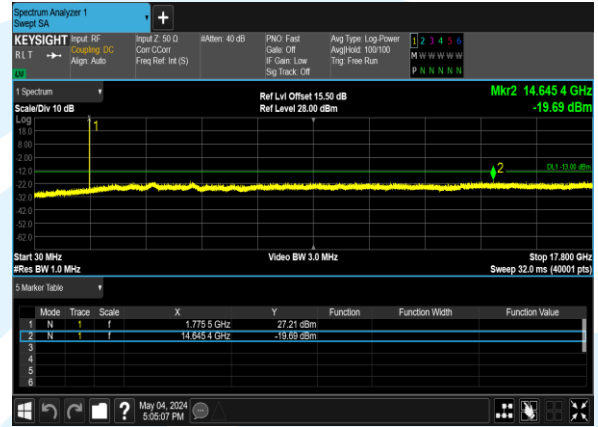 Spectrum Analyzer 1
Swept SA
+
KEYSIGHT Input: RF Input Z: 50 Ω #Atten: 40 dB PNO: Fast Avg Type: Log-Power 1 2 3 4 5 6
RLT Coupling: DC Corr CCorr Gate: Off Avg|Hold: 100/100 M W W W W W
Align: Auto Freq Ref: Int (S) IF Gain: Low Trig: Free Run P N N N N N
Sig Track: Off
1 Spectrum Ref Lvl Offset 15.50 dB Mkr2 14.645 4 GHz
Scale/Div 10 dB Ref Level 28.00 dBm -19.69 dBm
Log
1
18.0
8.00
-2.00
-12.0
2
DL1 -13.00 dBm
-22.0
-32.0
-42.0
-52.0
-62.0
Start 30 MHz Video BW 3.0 MHz Stop 17.800 GHz
#Res BW 1.0 MHz Sweep 32.0 ms (40001 pts)
5 Marker Table
Mode Trace Scale X Y Function Function Width Function Value
1 N 1 f 1.775 5 GHz 27.21 dBm
2 N 1 f 14.645 4 GHz -19.69 dBm
3
4
5
6
? May 04, 2024
5:05:07 PM